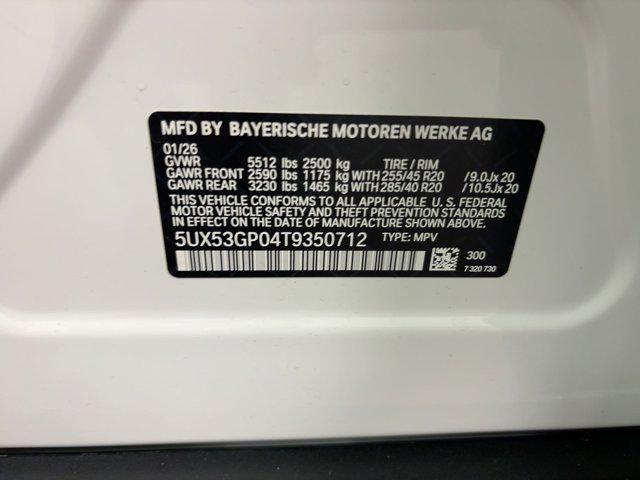 MFD BY BAYERISCHE MOTOREN WERKE AG
01/26
GVWR 5512 lbs 2500 kg TIRE / RIM
GAWR FRONT 2590 lbs 1175 kg WITH 255/45 R20 / 9.0Jx 20
GAWR REAR 3230 lbs 1465 kg WITH 285/40 R20 / 10.5Jx 20
THIS VEHICLE CONFORMS TO ALL APPLICABLE U. S. FEDERAL
MOTOR VEHICLE SAFETY AND THEFT PREVENTION STANDARDS
IN EFFECT ON THE DATE OF MANUFACTURE SHOWN ABOVE.
5UX53GP04T9350712 TYPE: MPV
300
7 320 730